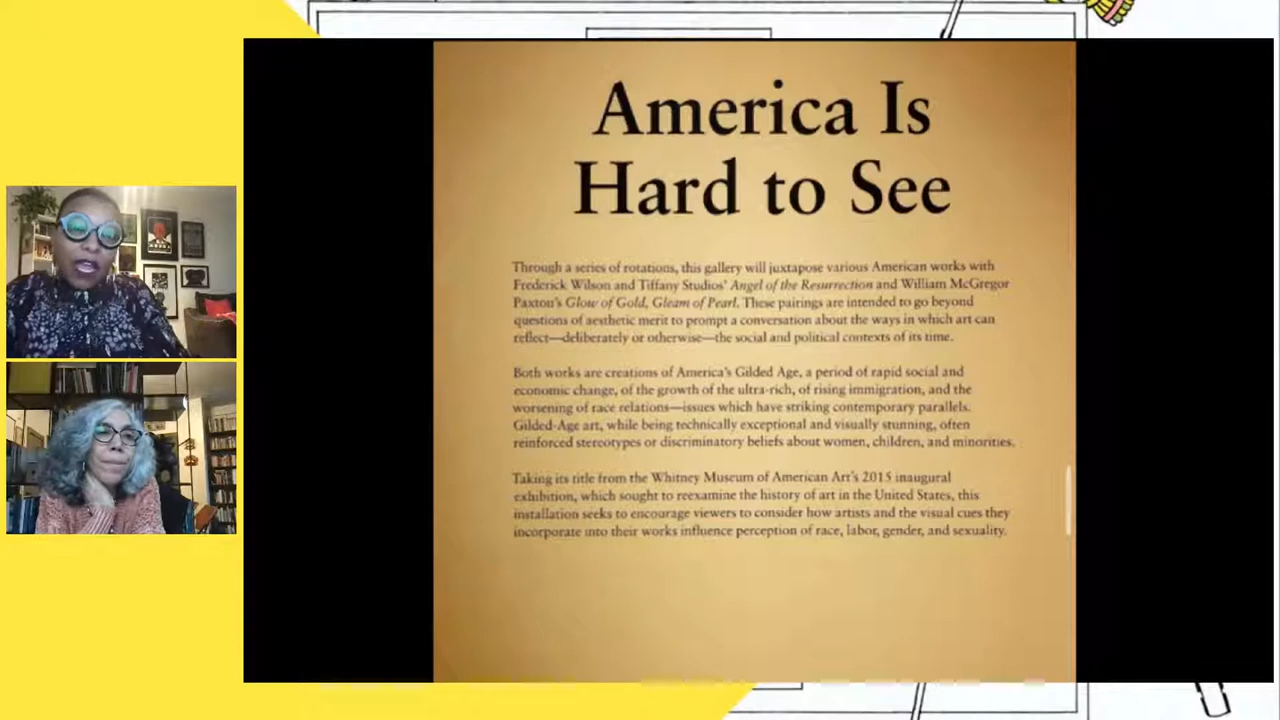 America Is
Hard to See
Through a series of rotations, this gallery will juxtapose various American works with
Frederick Wilson and Tiffany Studios' Angel of the Resurrection and William McGregor
Paxton's Glow of Gold, Gleam of Pearl. These pairings are intended to go beyond
questions of aesthetic merit to prompt a conversation about the ways in which art can
reflect—deliberately or otherwise—the social and political contexts of its time.
Both works are creations of America's Gilded Age, a period of rapid social and
economic change, of the growth of the ultra-rich, of rising immigration, and the
worsening of race relations—issues which have striking contemporary parallels.
Gilded-Age art, while being technically exceptional and visually stunning, often
reinforced stereotypes or discriminatory beliefs about women, children, and minorities.
Taking its title from the Whitney Museum of American Art's 2015 inaugural
exhibition, which sought to reexamine the history of art in the United States, this
installation seeks to encourage viewers to consider how artists and the visual cues they
incorporate into their works influence perception of race, labor, gender, and sexuality.